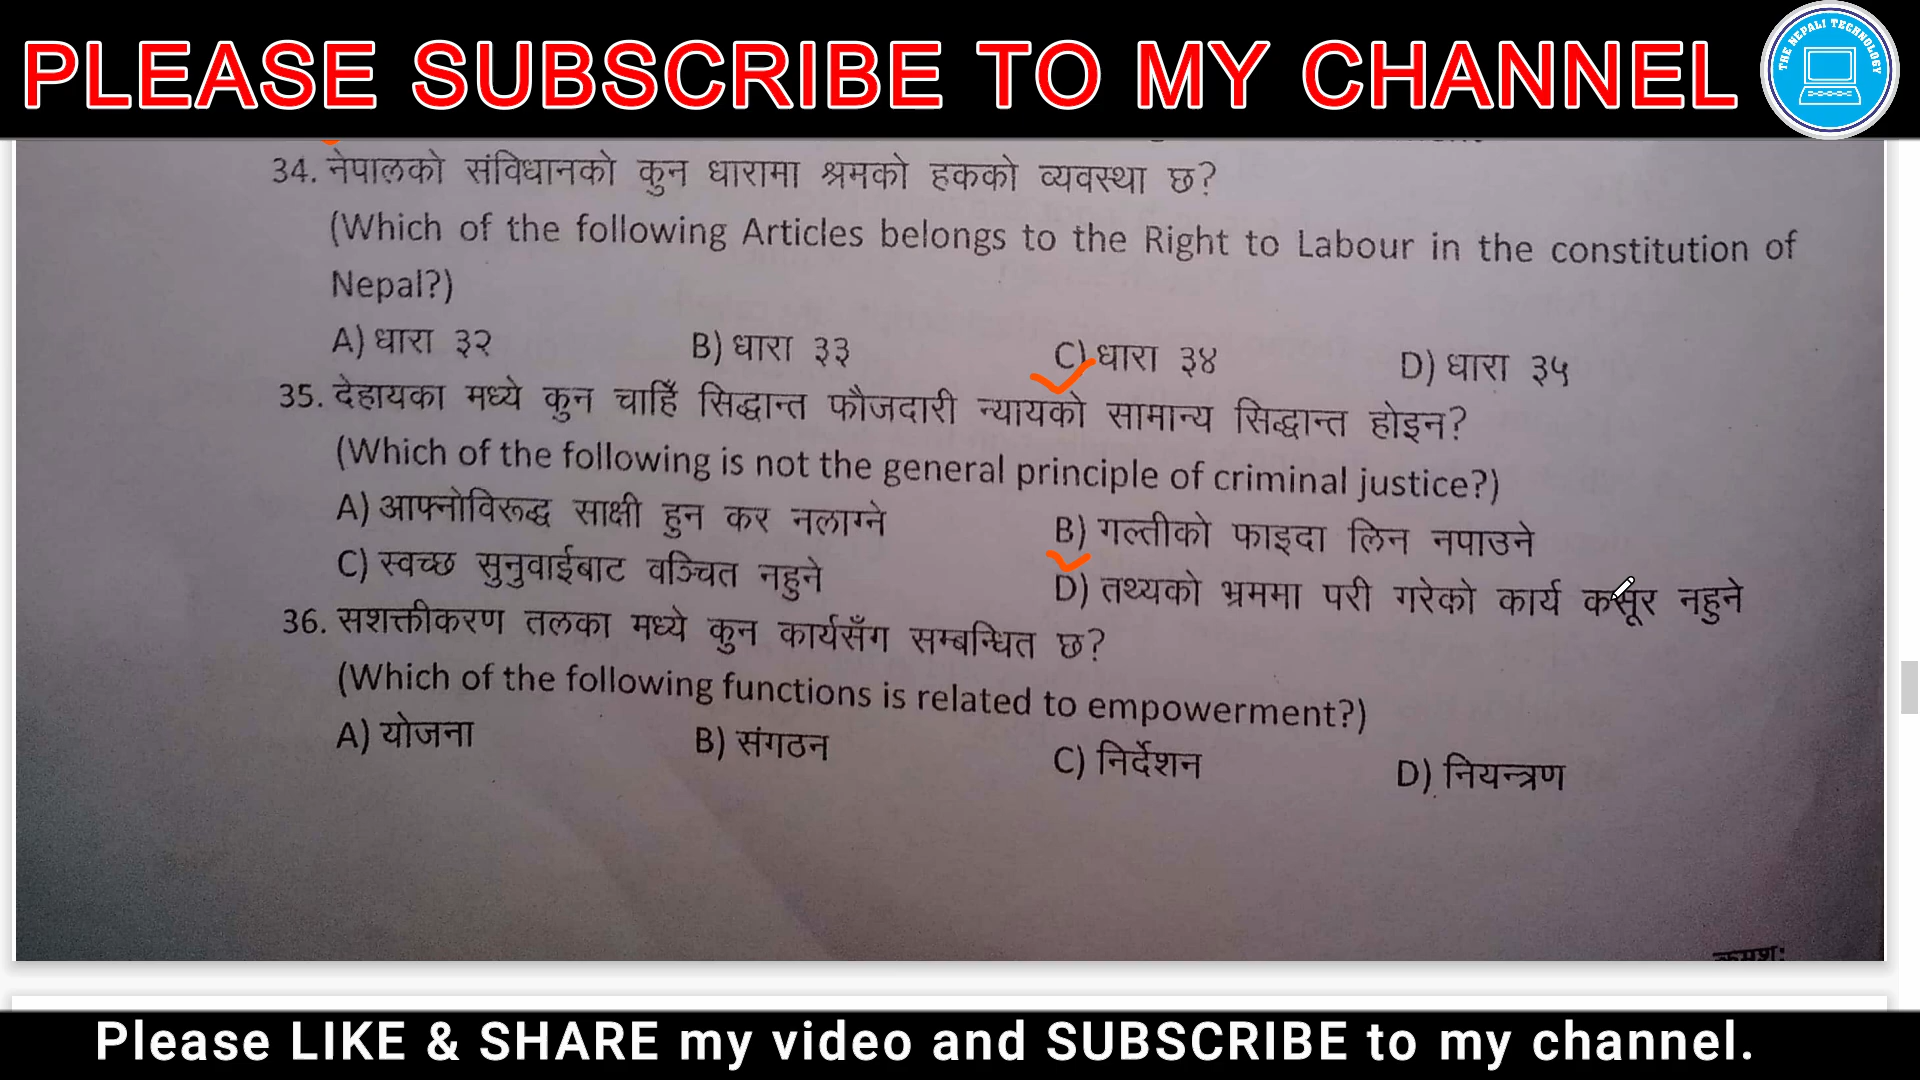 PLEASE SUBSCRIBE TO MY CHANNEL
THE NEPALI TECHNOLOGY
34. नेपालको संविधानको कुन धारामा श्रमको हकको व्यवस्था छ?
(Which of the following Articles belongs to the Right to Labour in the constitution of
Nepal?)
A) धारा ३२ B) धारा ३३ C) धारा ३४ D) धारा ३५
35. देहायका मध्ये कुन चाहिँ सिद्धान्त फौजदारी न्यायको सामान्य सिद्धान्त होइन?
(Which of the following is not the general principle of criminal justice?)
A) आफ्नोविरूद्ध साक्षी हुन कर नलाग्ने B) गल्तीको फाइदा लिन नपाउने
C) स्वच्छ सुनुवाईबाट वञ्चित नहुने D) तथ्यको भ्रममा परी गरेको कार्य कसूर नहुने
36. सशक्तीकरण तलका मध्ये कुन कार्यसँग सम्बन्धित छ?
(Which of the following functions is related to empowerment?)
A) योजना B) संगठन C) निर्देशन D) नियन्त्रण
क्रमशः
Please LIKE & SHARE my video and SUBSCRIBE to my channel.